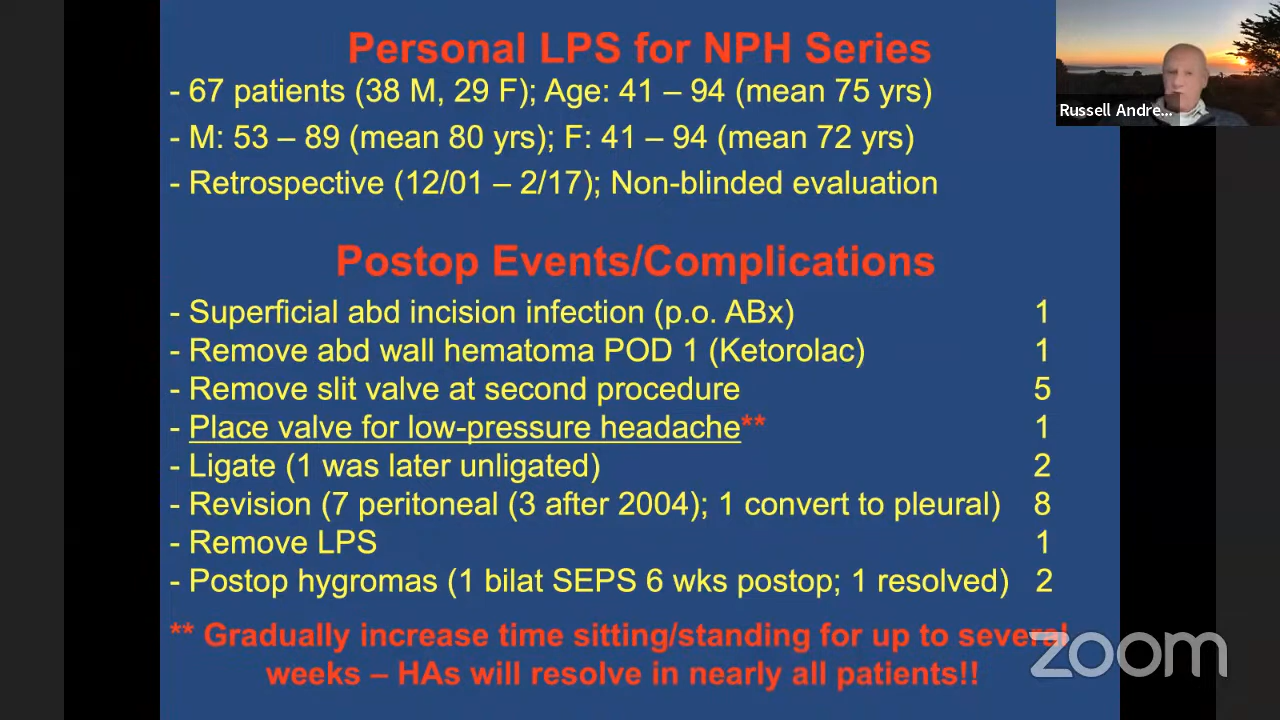 Personal LPS for NPH Series
- 67 patients (38 M, 29 F); Age: 41 – 94 (mean 75 yrs)
- M: 53 – 89 (mean 80 yrs); F: 41 – 94 (mean 72 yrs)
- Retrospective (12/01 – 2/17); Non-blinded evaluation
Russell Andre...
Postop Events/Complications
- Superficial abd incision infection (p.o. ABx) 1
- Remove abd wall hematoma POD 1 (Ketorolac) 1
- Remove slit valve at second procedure 5
- Place valve for low-pressure headache** 1
- Ligate (1 was later unligated) 2
- Revision (7 peritoneal (3 after 2004); 1 convert to pleural) 8
- Remove LPS 1
- Postop hygromas (1 bilat SEPS 6 wks postop; 1 resolved) 2
** Gradually increase time sitting/standing for up to several
weeks – HAs will resolve in nearly all patients!!
zoom